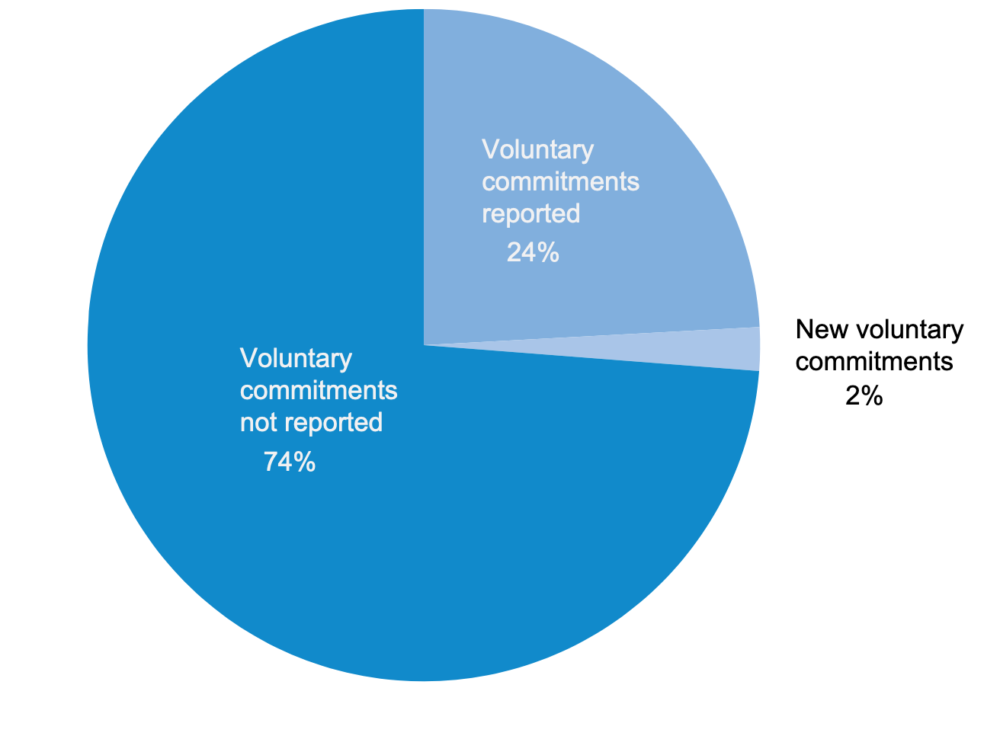 Voluntary
commitments
reported
24%
New voluntary
commitments
2%
Voluntary
commitments
not reported
74%